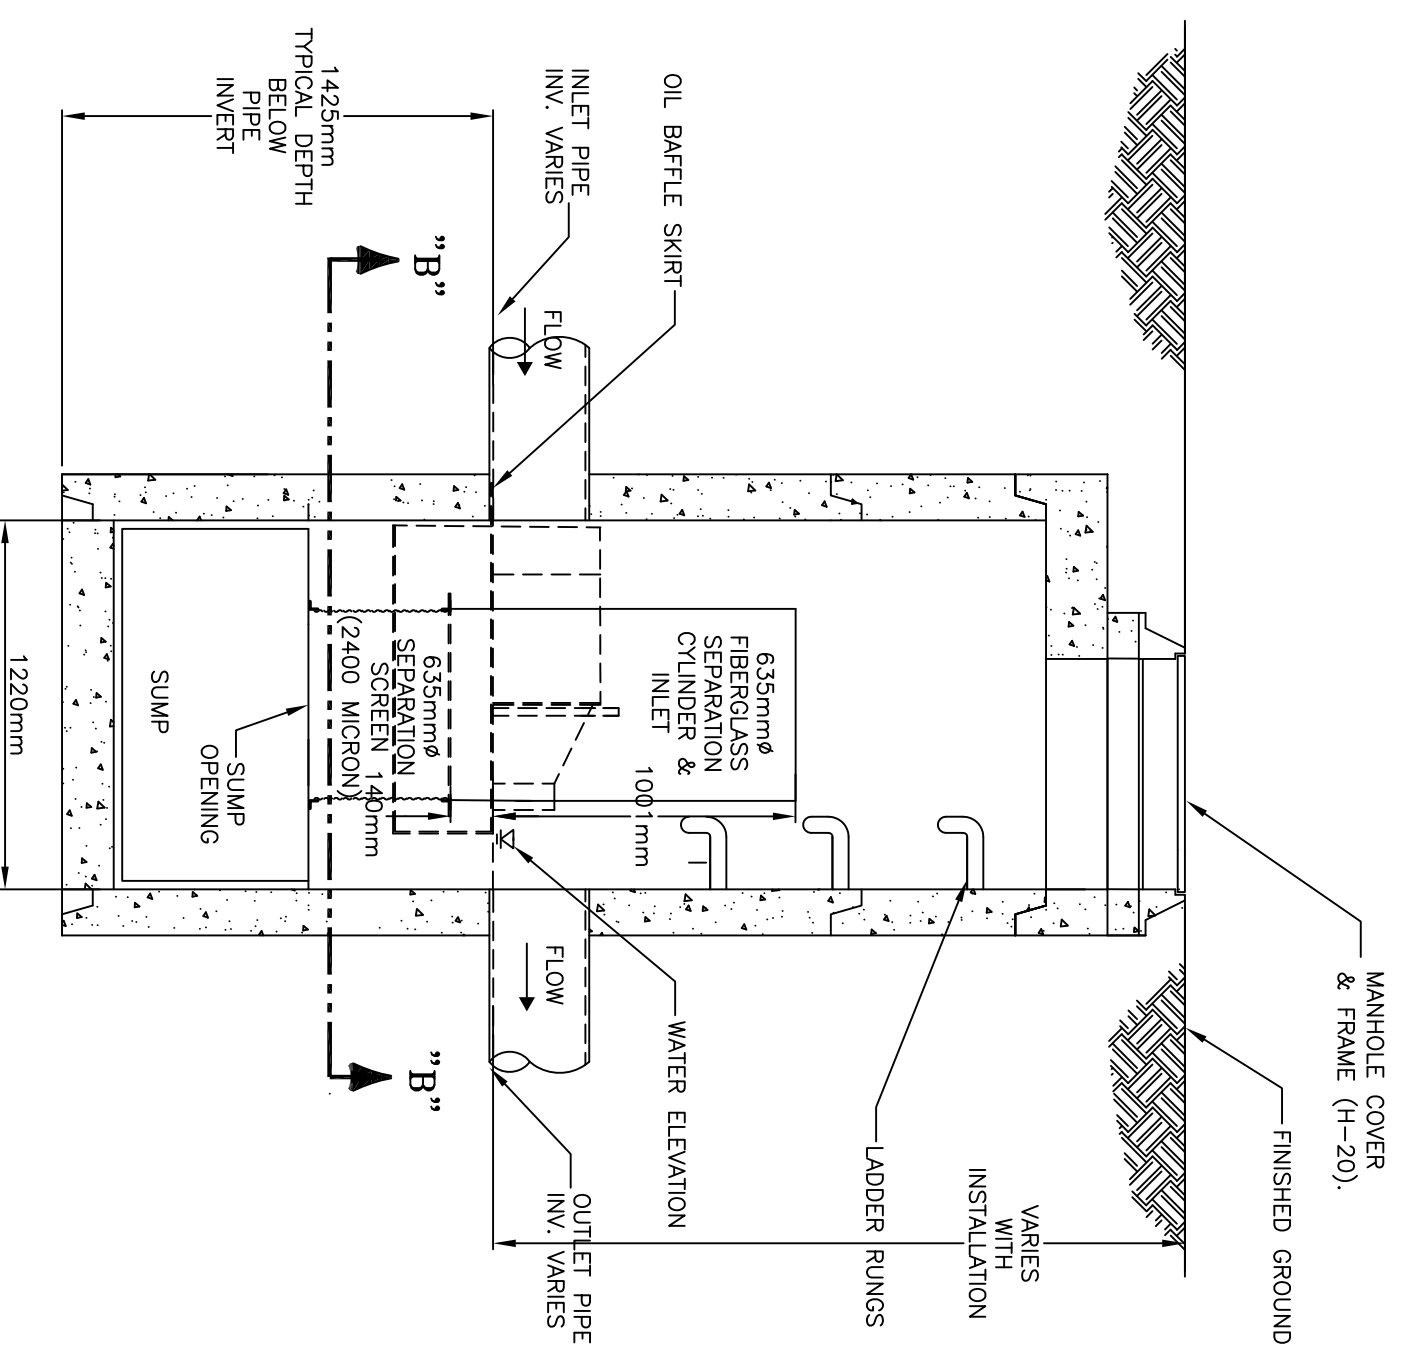 MANHOLE COVER
& FRAME (H-20).
FINISHED GROUND
VARIES
WITH
INSTALLATION
LADDER RUNGS
WATER ELEVATION
OUTLET PIPE
INV. VARIES
OIL BAFFLE SKIRT
INLET PIPE
INV. VARIES
FLOW
FLOW
635mmø
FIBERGLASS
SEPARATION
CYLINDER &
INLET
1001mm
635mmø
SEPARATION
SCREEN
(2400 MICRON)
140mm
"B"
"B"
1425mm
TYPICAL DEPTH
BELOW
PIPE
INVERT
SUMP
OPENING
SUMP
1220mm